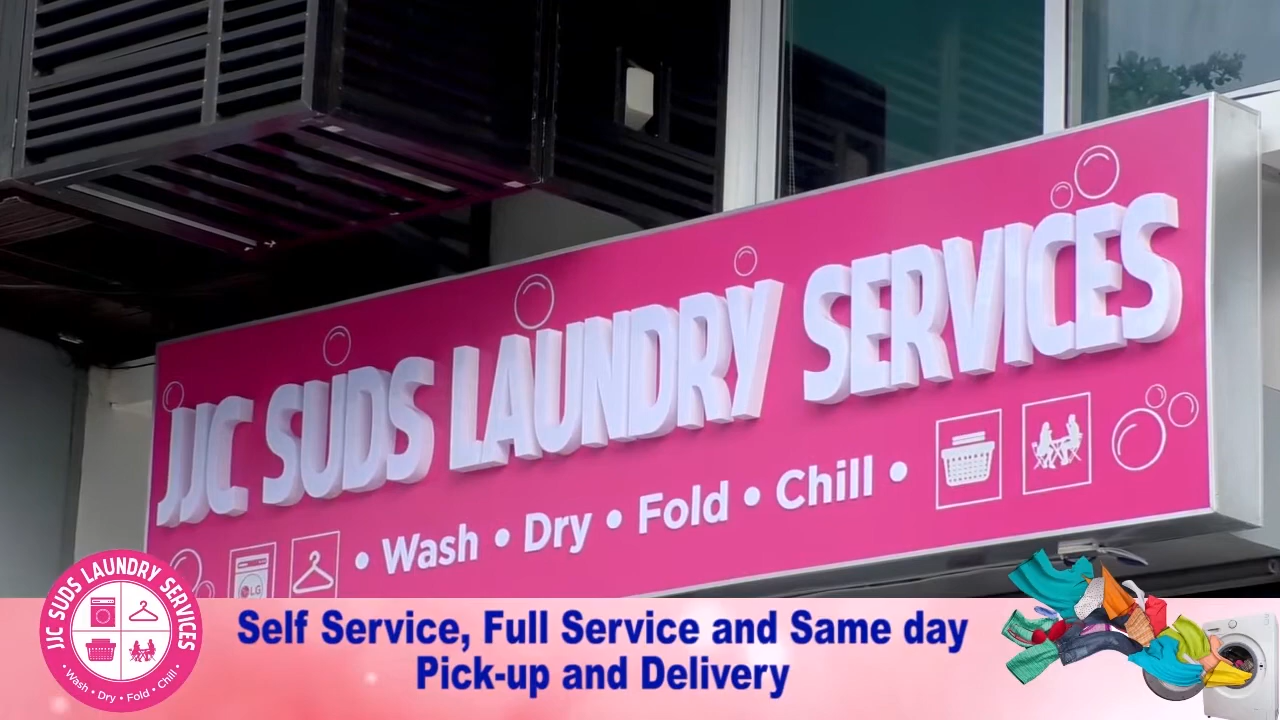 JJC SUDS LAUNDRY SERVICES
• Wash • Dry • Fold • Chill •
LG
JJC SUDS LAUNDRY SERVICES
• Wash • Dry • Fold • Chill •
Self Service, Full Service and Same day
Pick-up and Delivery